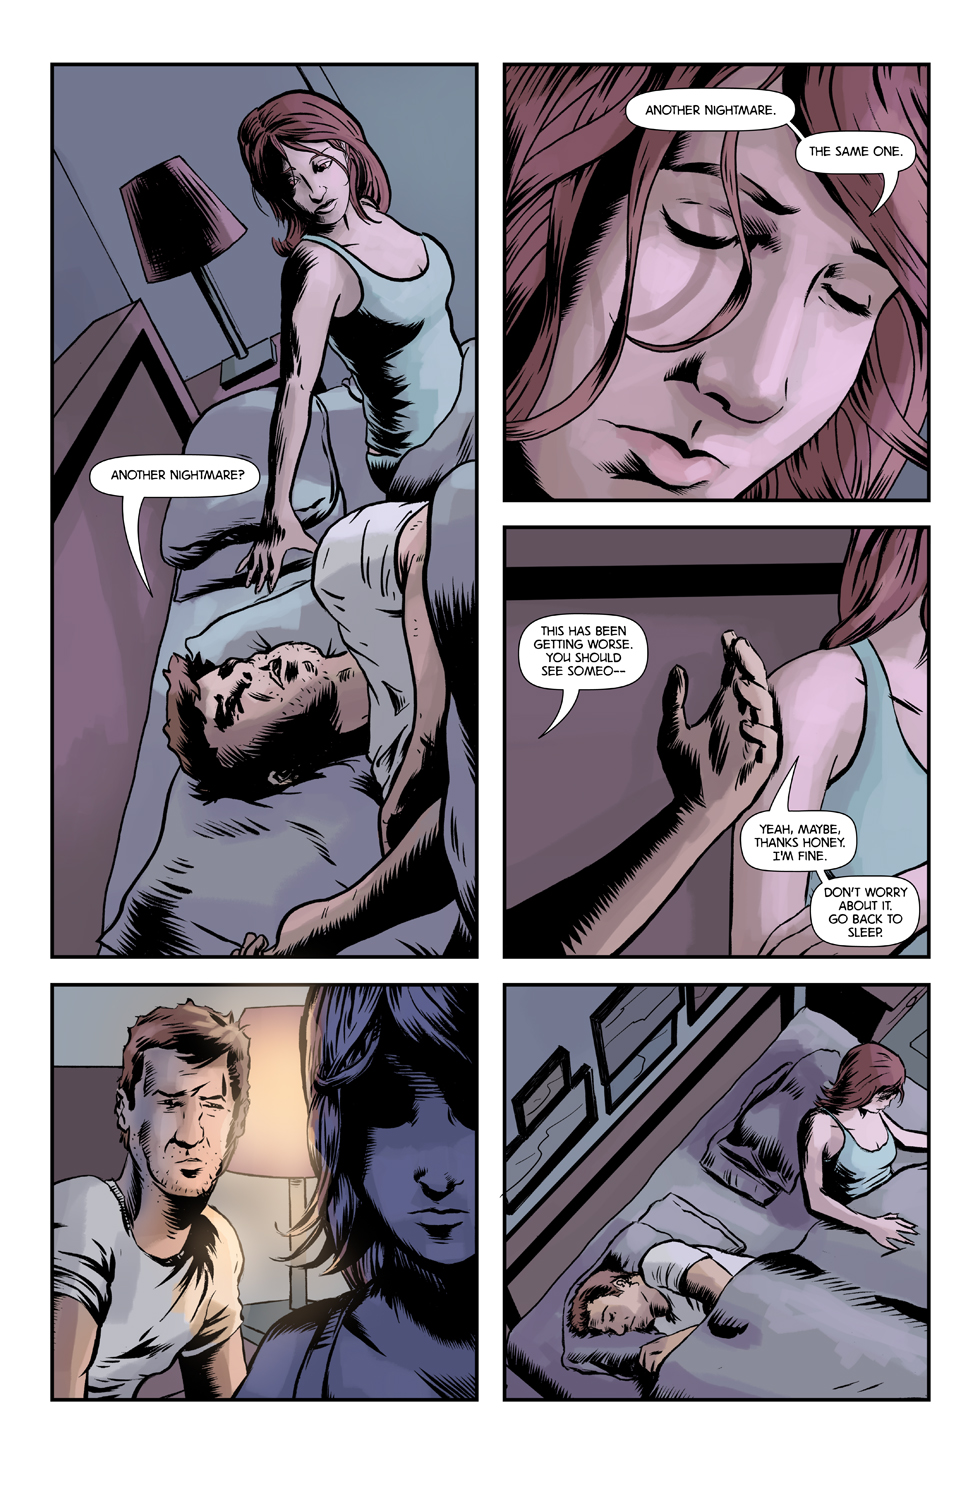 ANOTHER NIGHTMARE?
ANOTHER NIGHTMARE.
THE SAME ONE.
THIS HAS BEEN
GETTING WORSE.
YOU SHOULD
SEE SOMEO--
YEAH, MAYBE,
THANKS HONEY.
I'M FINE.
DON'T WORRY
ABOUT IT.
GO BACK TO
SLEEP.